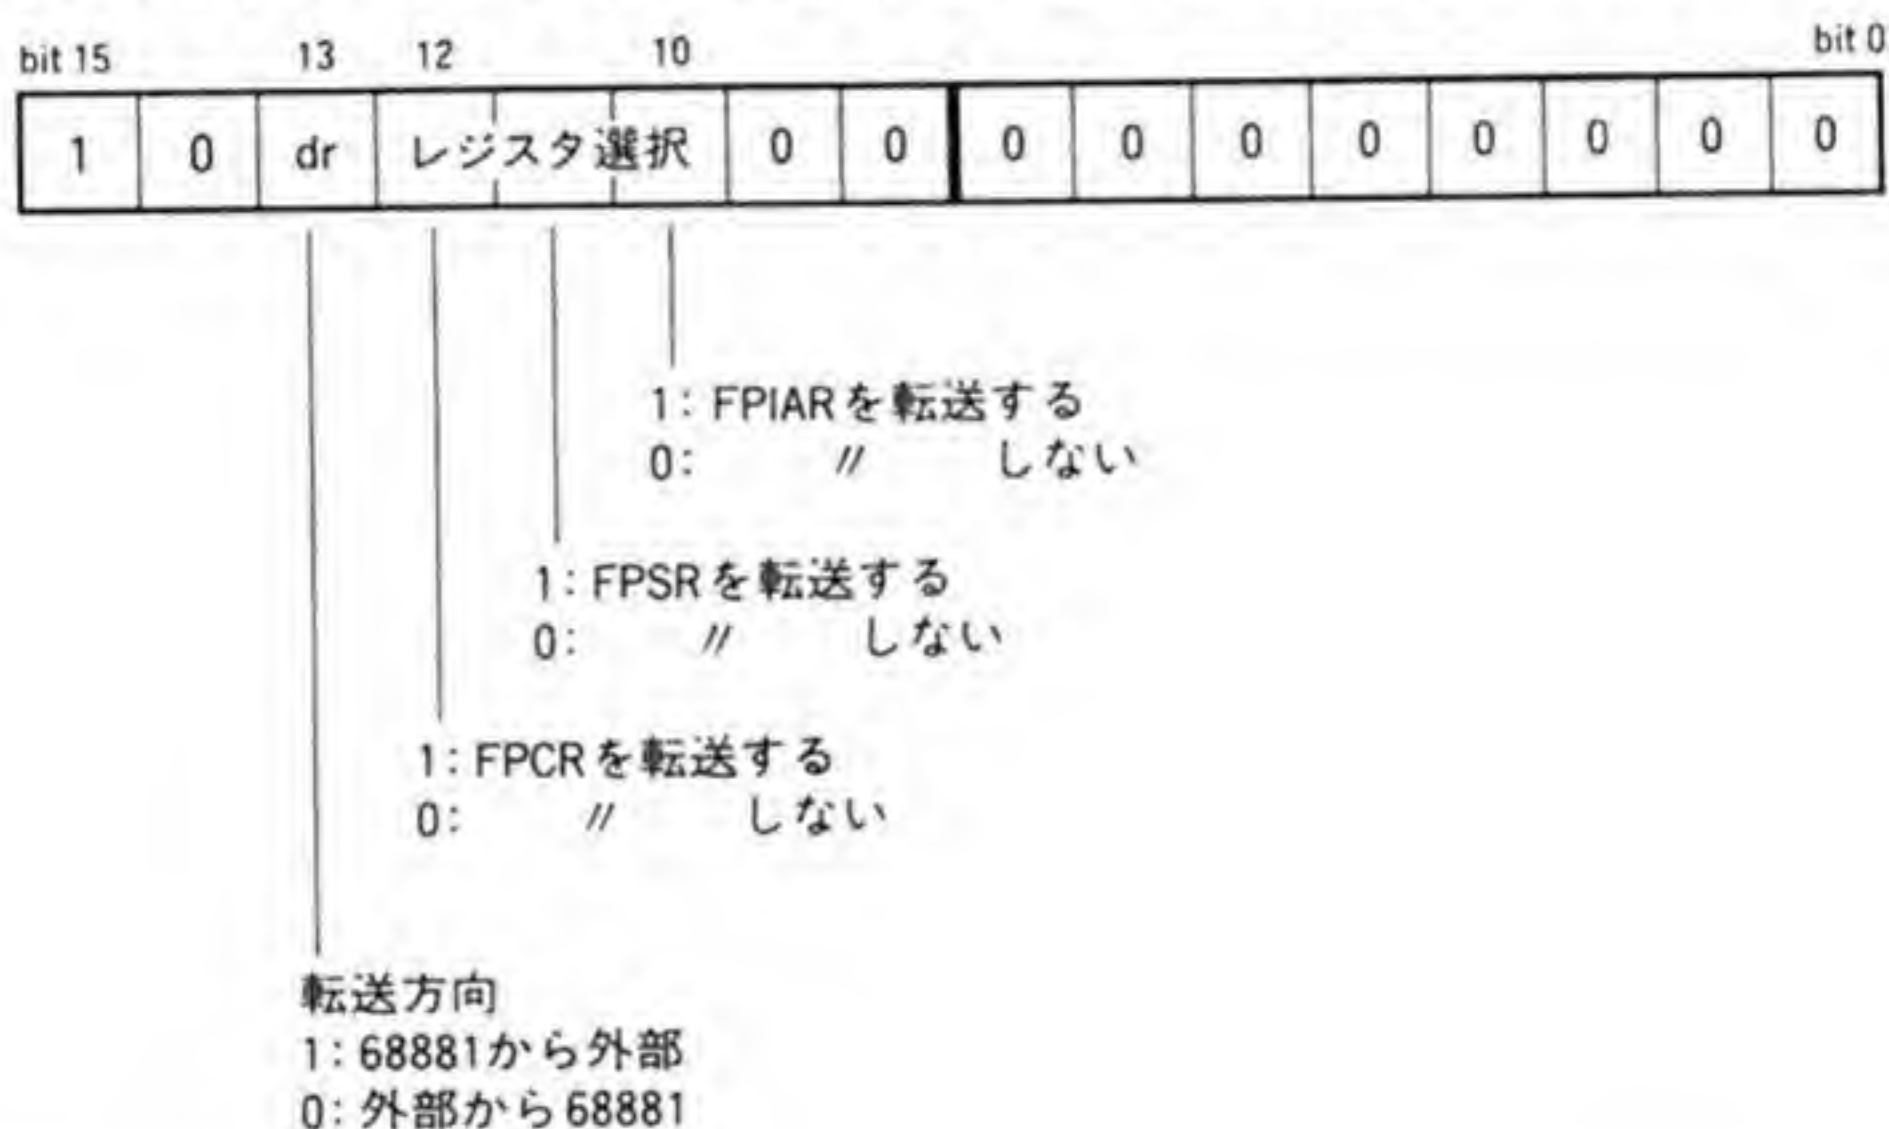 bit 15 13 12 10 bit 0
1 0 dr レジスタ選択 0 0 0 0 0 0 0 0 0 0
1: FPIARを転送する
0: 〃 しない
1: FPSRを転送する
0: 〃 しない
1: FPCRを転送する
0: 〃 しない
転送方向
1: 68881から外部
0: 外部から68881